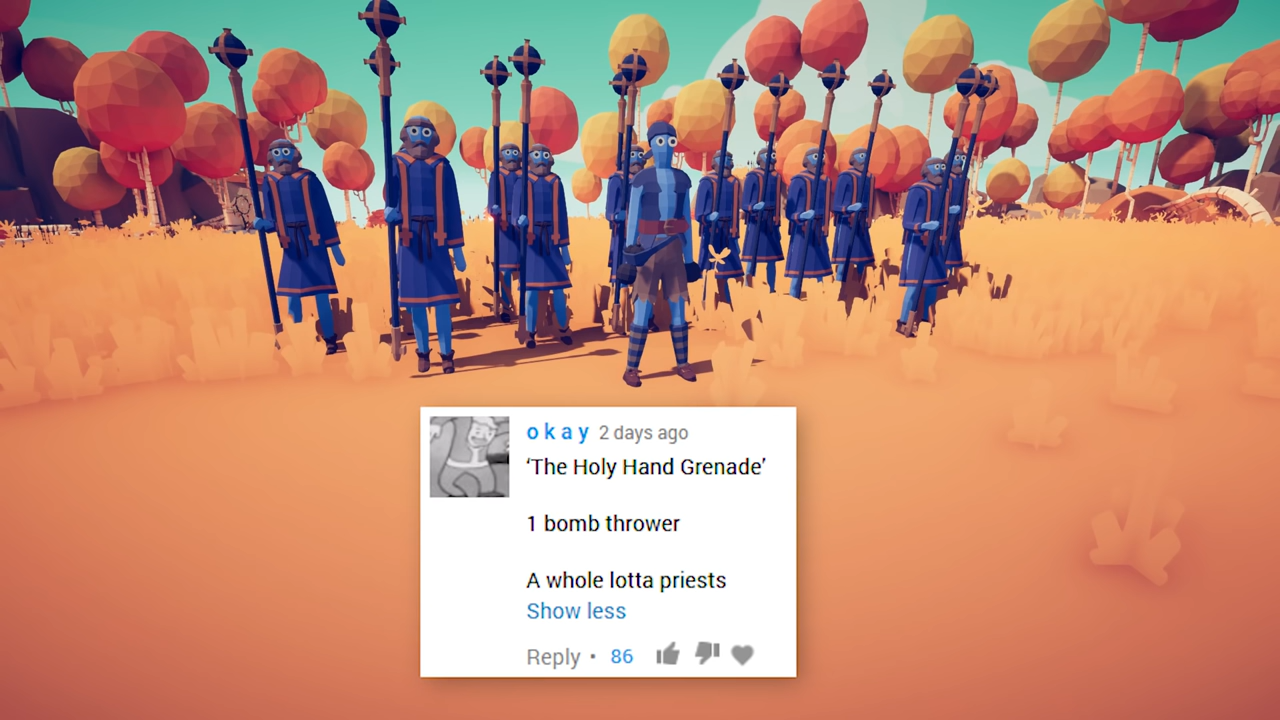 o k a y 2 days ago
‘The Holy Hand Grenade’
1 bomb thrower
A whole lotta priests
Show less
Reply • 86